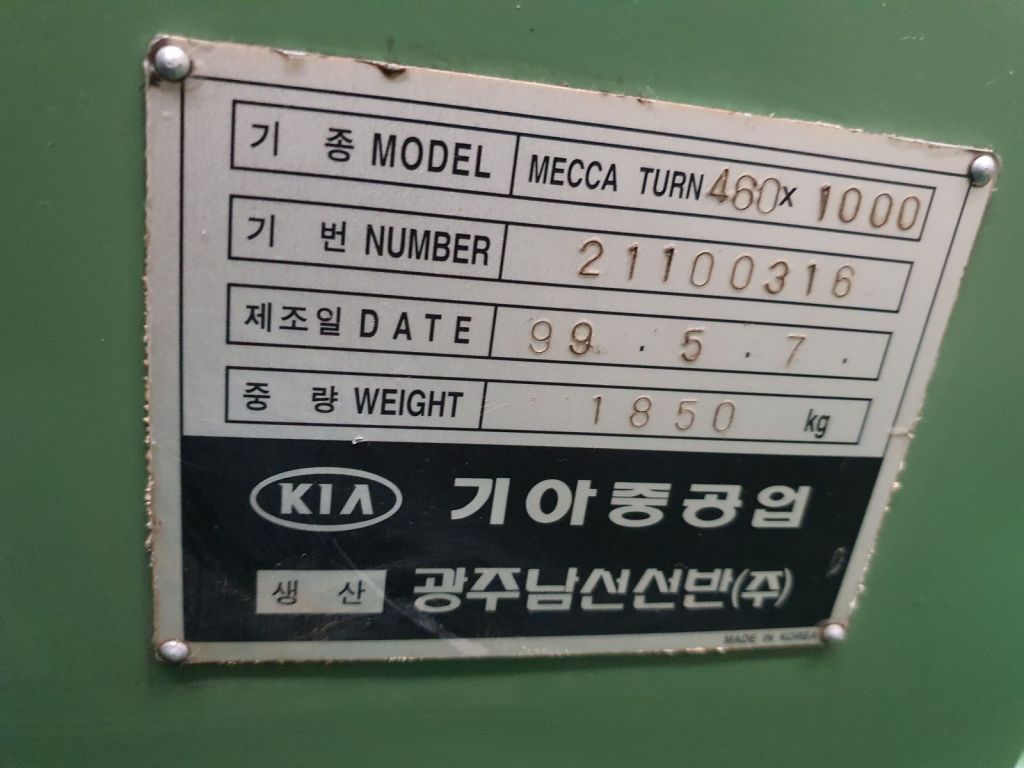 기 종 MODEL MECCA TURN 460 x 1000
기 번 NUMBER 21100316
제조일 DATE 99 . 5 . 7 .
중 량 WEIGHT 1850 kg
KIA 기아중공업
생 산 광주남선선반(주)
MADE IN KOREA